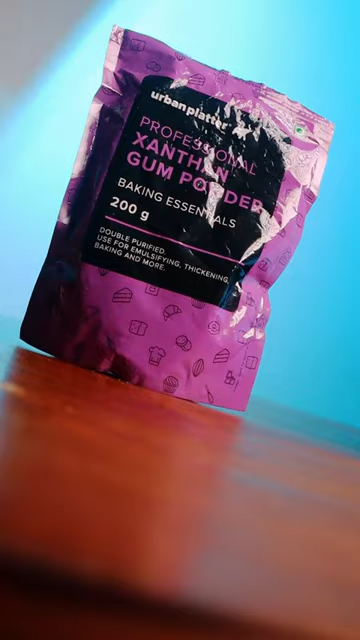 urbanplatter
PROFESSIONAL
XANTHAN
GUM POWDER
BAKING ESSENTIALS
200 g
DOUBLE PURIFIED.
USE FOR EMULSIFYING, THICKENING,
BAKING AND MORE.